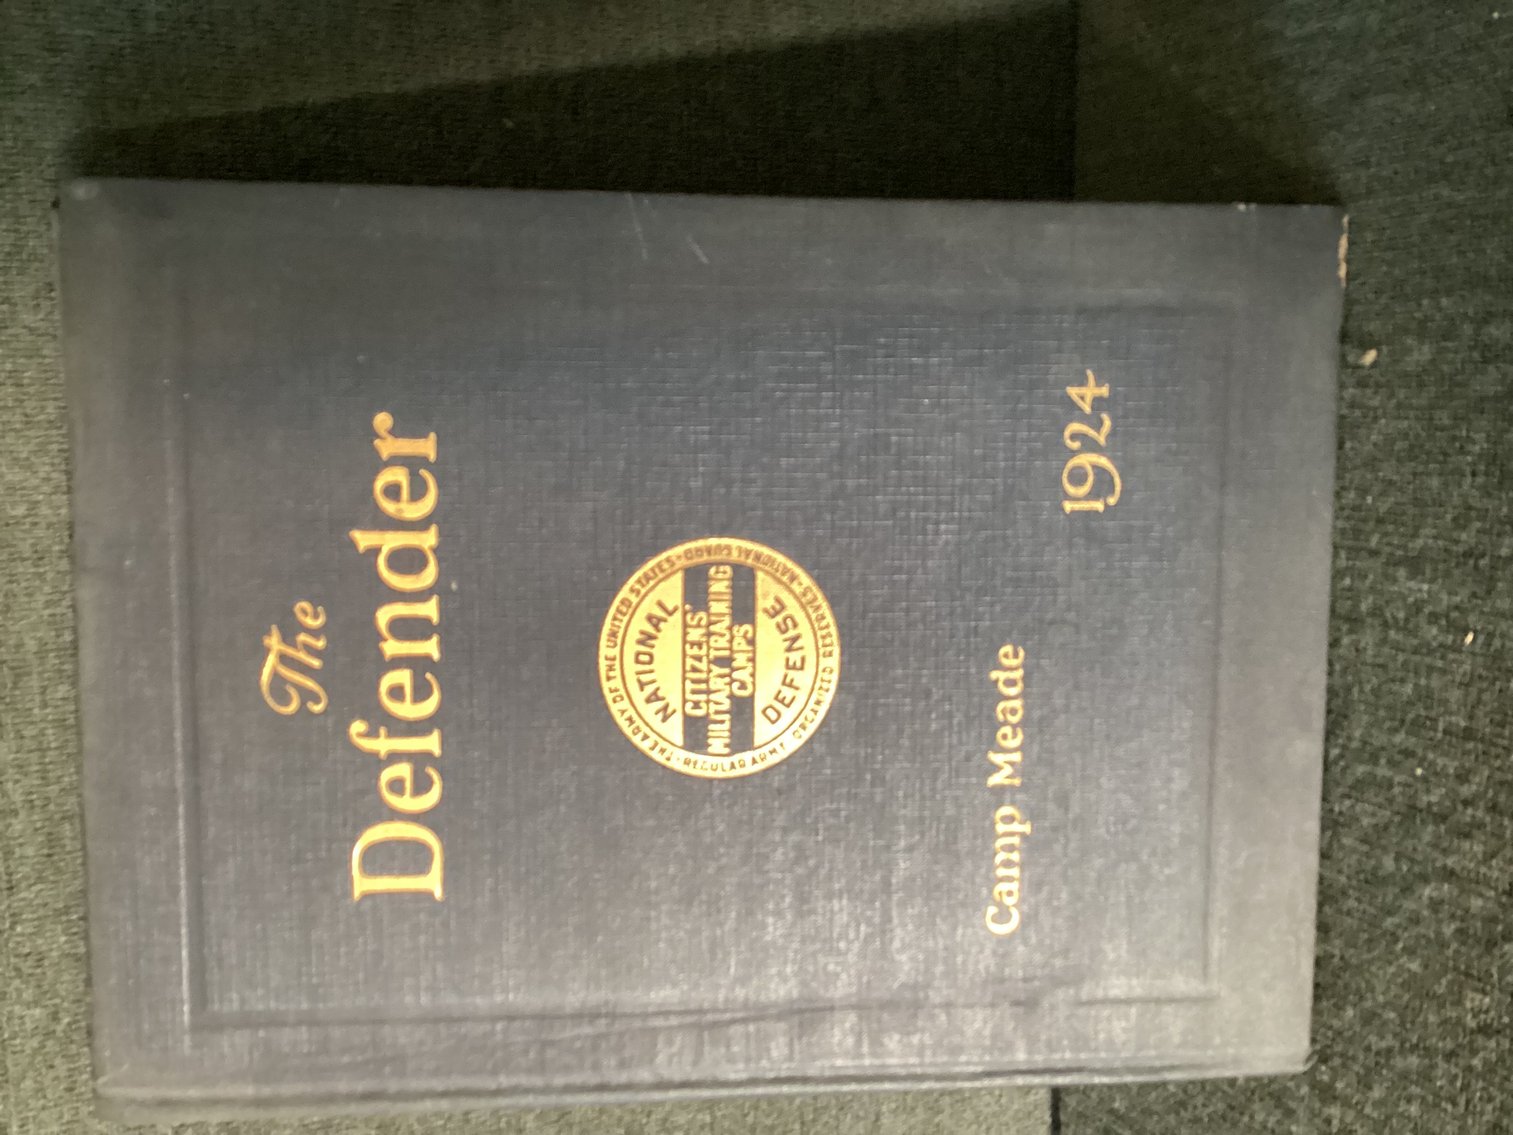 The
Defender
THE ARMY OF THE UNITED STATES
NATIONAL GUARD
ORGANIZED RESERVES
REGULAR ARMY
NATIONAL
CITIZENS'
MILITARY TRAINING
CAMPS
DEFENSE
Camp Meade
1924